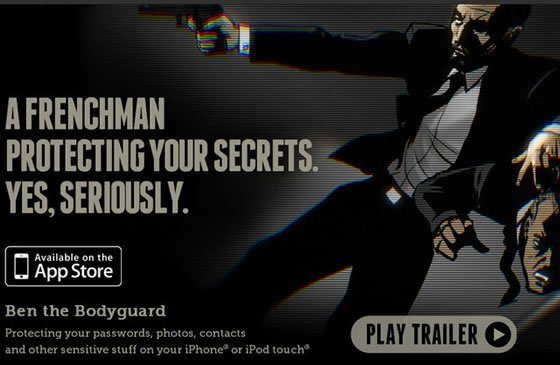 A FRENCHMAN
PROTECTING YOUR SECRETS.
YES, SERIOUSLY.
Available on the
App Store
Ben the Bodyguard
Protecting your passwords, photos, contacts
and other sensitive stuff on your iPhone® or iPod touch®
PLAY TRAILER